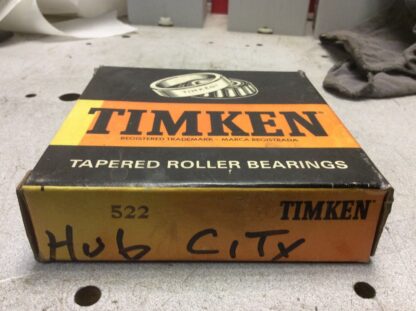 TIMKEN
TIMKEN
REGISTERED TRADEMARK - MARCA REGISTRADA
TAPERED ROLLER BEARINGS
522 TIMKEN
Hub CITY